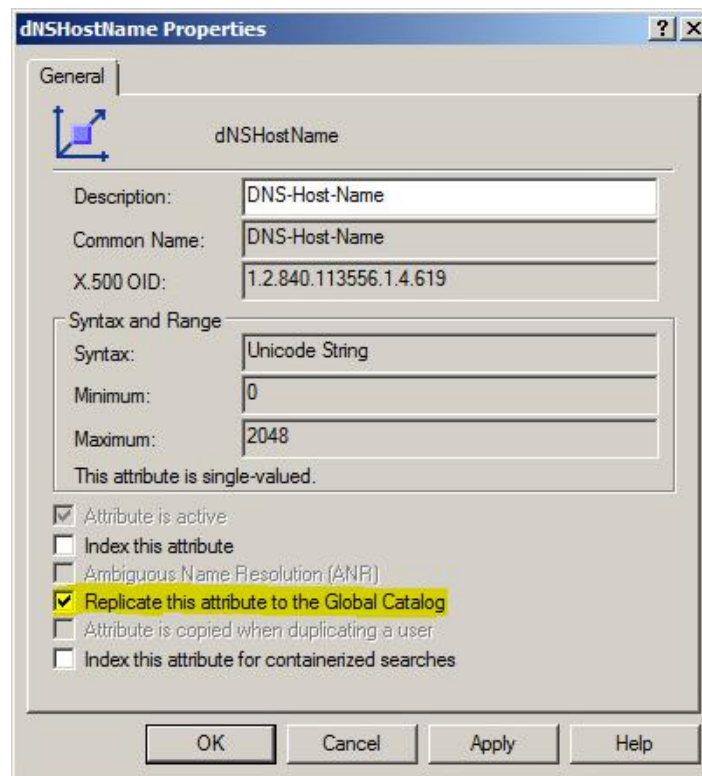 dNSHostName Properties
General
dNSHostName
Description: DNS-Host-Name
Common Name: DNS-Host-Name
X.500 OID: 1.2.840.113556.1.4.619
Syntax and Range
Syntax: Unicode String
Minimum: 0
Maximum: 2048
This attribute is single-valued.
Attribute is active
Index this attribute
Ambiguous Name Resolution (ANR)
Replicate this attribute to the Global Catalog
Attribute is copied when duplicating a user
Index this attribute for containerized searches
OK Cancel Apply Help